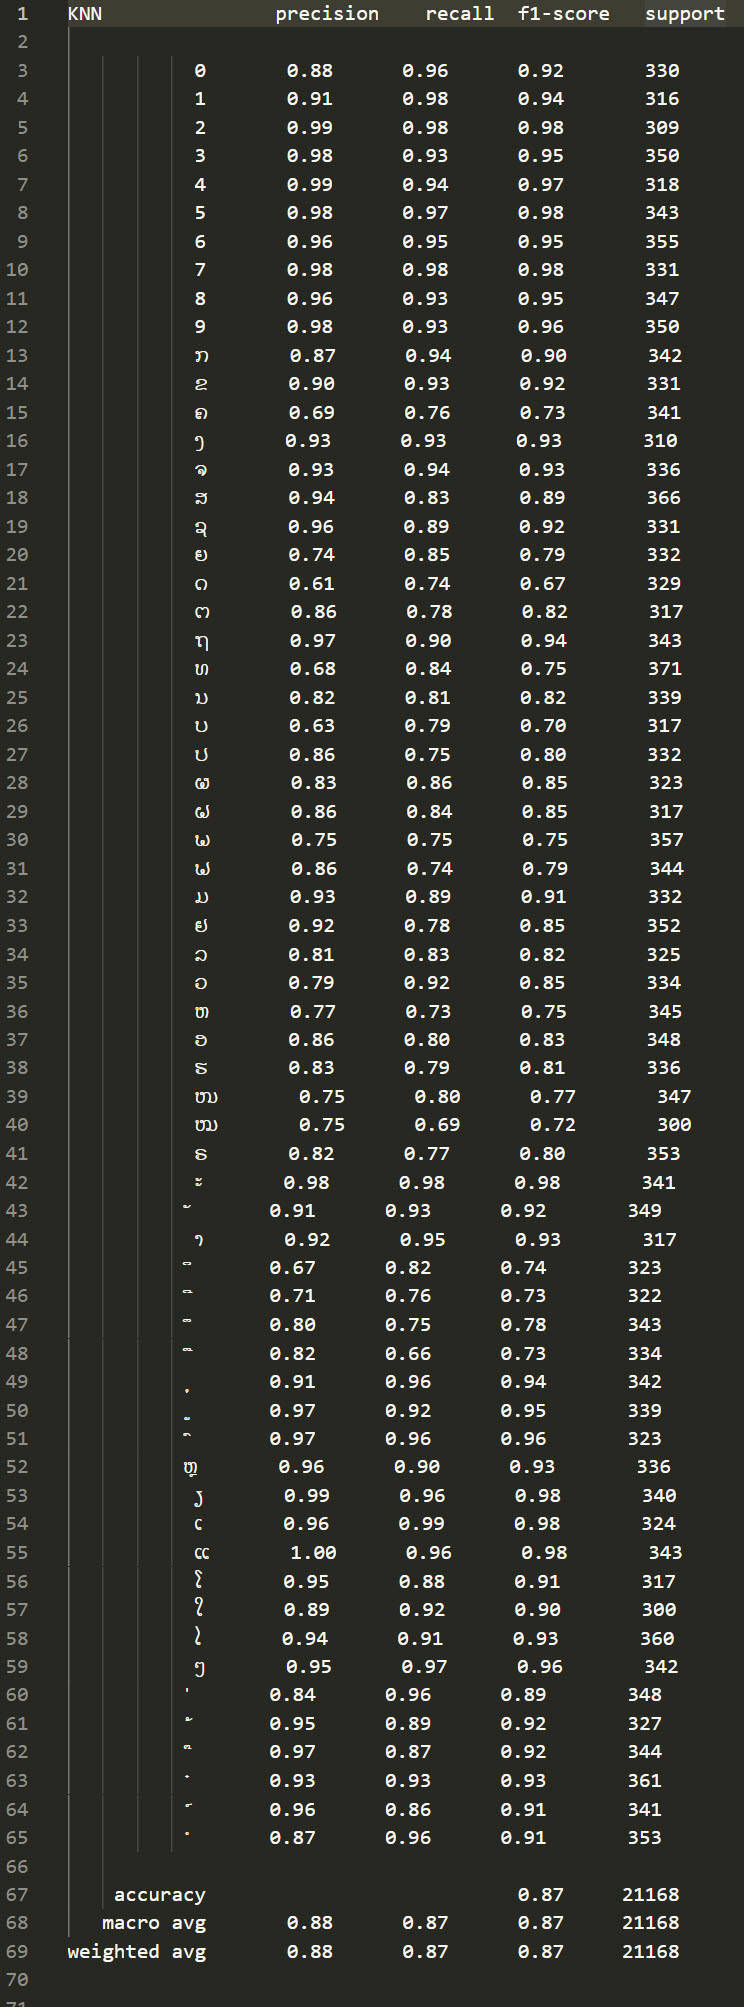 1 KNN precision recall f1-score support
2
3 0 0.88 0.96 0.92 330
4 1 0.91 0.98 0.94 316
5 2 0.99 0.98 0.98 309
6 3 0.98 0.93 0.95 350
7 4 0.99 0.94 0.97 318
8 5 0.98 0.97 0.98 343
9 6 0.96 0.95 0.95 355
10 7 0.98 0.98 0.98 331
11 8 0.96 0.93 0.95 347
12 9 0.98 0.93 0.96 350
13 ກ 0.87 0.94 0.90 342
14 ຂ 0.90 0.93 0.92 331
15 ຄ 0.69 0.76 0.73 341
16 ງ 0.93 0.93 0.93 310
17 ຈ 0.93 0.94 0.93 336
18 ສ 0.94 0.83 0.89 366
19 ຊ 0.96 0.89 0.92 331
20 ຍ 0.74 0.85 0.79 332
21 ດ 0.61 0.74 0.67 329
22 ຕ 0.86 0.78 0.82 317
23 ຖ 0.97 0.90 0.94 343
24 ທ 0.68 0.84 0.75 371
25 ນ 0.82 0.81 0.82 339
26 ບ 0.63 0.79 0.70 317
27 ປ 0.86 0.75 0.80 332
28 ຜ 0.83 0.86 0.85 323
29 ຝ 0.86 0.84 0.85 317
30 ພ 0.75 0.75 0.75 357
31 ຟ 0.86 0.74 0.79 344
32 ມ 0.93 0.89 0.91 332
33 ຢ 0.92 0.78 0.85 352
34 ລ 0.81 0.83 0.82 325
35 ວ 0.79 0.92 0.85 334
36 ຫ 0.77 0.73 0.75 345
37 ອ 0.86 0.80 0.83 348
38 ຮ 0.83 0.79 0.81 336
39 ໜ 0.75 0.80 0.77 347
40 ໝ 0.75 0.69 0.72 300
41 ຣ 0.82 0.77 0.80 353
42 ະ 0.98 0.98 0.98 341
43 ັ 0.91 0.93 0.92 349
44 າ 0.92 0.95 0.93 317
45 ິ 0.67 0.82 0.74 323
46 ີ 0.71 0.76 0.73 322
47 ຶ 0.80 0.75 0.78 343
48 ື 0.82 0.66 0.73 334
49 ຸ 0.91 0.96 0.94 342
50 ູ 0.97 0.92 0.95 339
51 ົ 0.97 0.96 0.96 323
52 ຫຼ 0.96 0.90 0.93 336
53 ຽ 0.99 0.96 0.98 340
54 ເ 0.96 0.99 0.98 324
55 ແ 1.00 0.96 0.98 343
56 ໂ 0.95 0.88 0.91 317
57 ໃ 0.89 0.92 0.90 300
58 ໄ 0.94 0.91 0.93 360
59 ໆ 0.95 0.97 0.96 342
60 ່ 0.84 0.96 0.89 348
61 ້ 0.95 0.89 0.92 327
62 ໊ 0.97 0.87 0.92 344
63 ໋ 0.93 0.93 0.93 361
64 ໌ 0.96 0.86 0.91 341
65 ໍ 0.87 0.96 0.91 353
66
67 accuracy 0.87 21168
68 macro avg 0.88 0.87 0.87 21168
69 weighted avg 0.88 0.87 0.87 21168
70
71